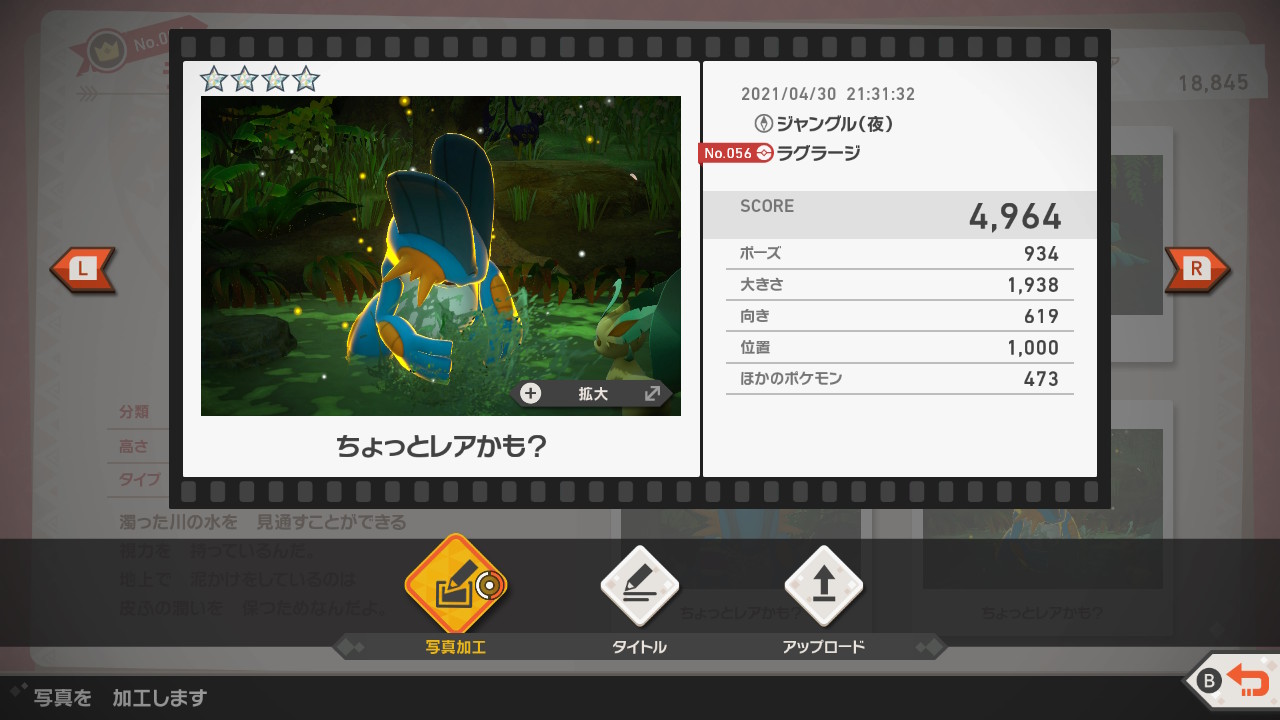 No.0
18,845
2021/04/30 21:31:32
ジャングル(夜)
No.056 ラグラージ
SCORE 4,964
ポーズ 934
大きさ 1,938
向き 619
位置 1,000
ほかのポケモン 473
L
R
+ 拡大
ちょっとレアかも?
分類
高さ
タイプ
濁った川の水を 見通すことができる
視力を 持っているんだ。
地上で 泥かけをしているのは
皮ふの潤いを 保つためなんだよ。
ちょっとレアかも?
ちょっとレアかも?
写真加工
タイトル
アップロード
B
写真を 加工します